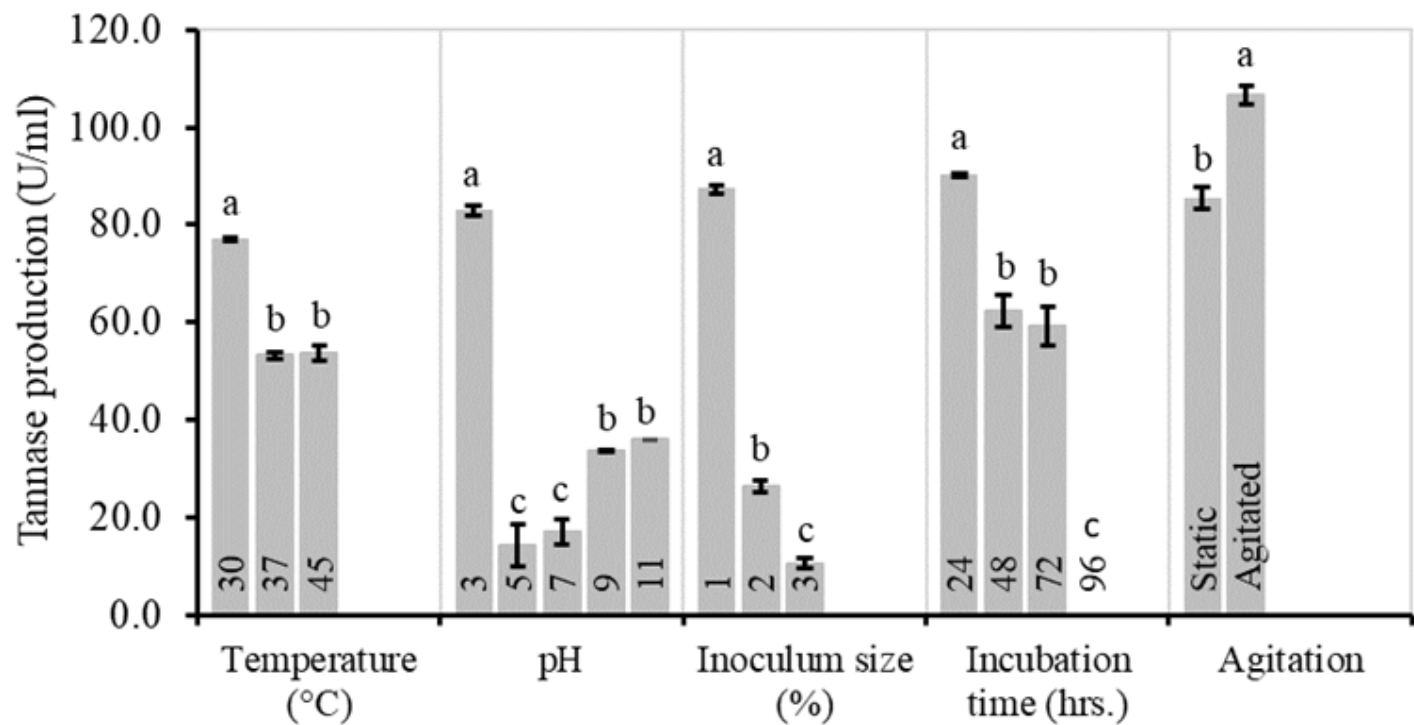 120.0
100.0
80.0
60.0
40.0
20.0
0.0
Tannase production (U/ml)
a
b
b
a
c
c
b
b
a
b
c
a
b
b
c
b
a
30
37
45
3
5
7
9
11
1
2
3
24
48
72
96
Static
Agitated
Temperature
(°C)
pH
Inoculum size
(%)
Incubation
time (hrs.)
Agitation